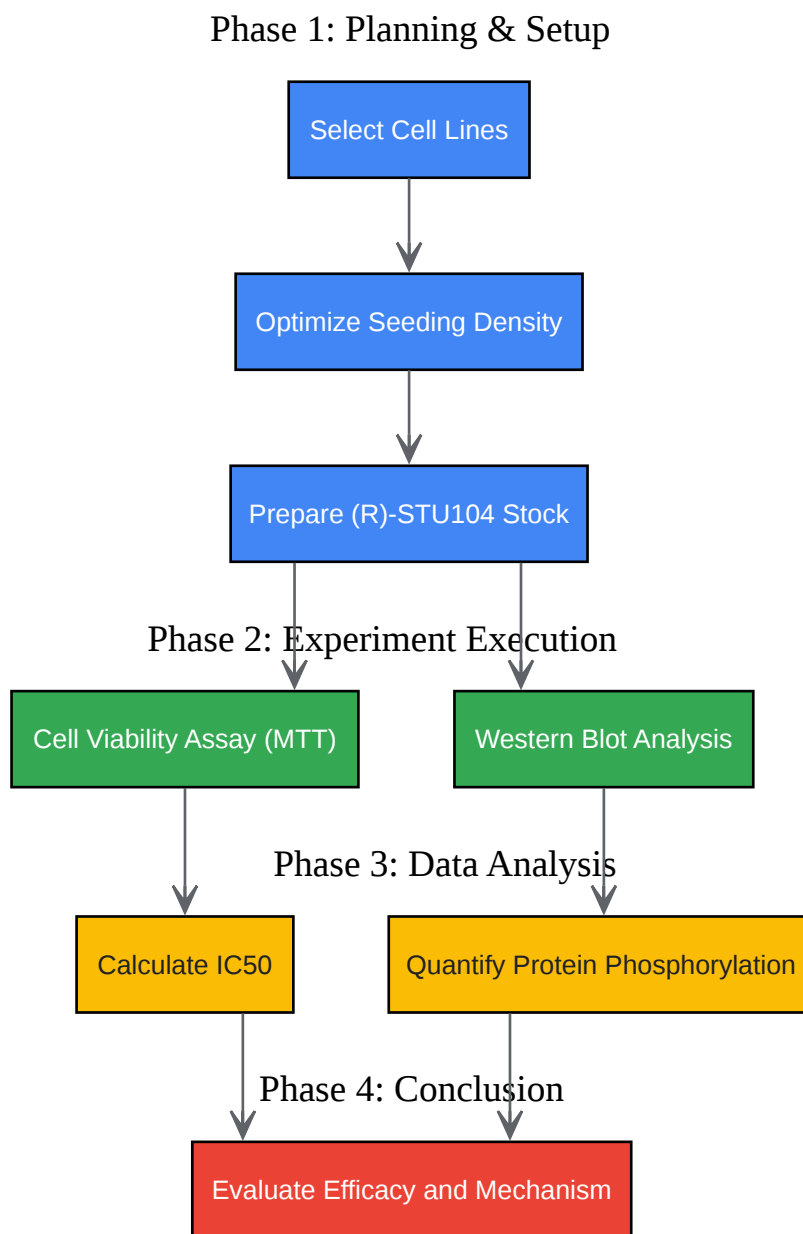 Phase 1: Planning & Setup
Select Cell Lines
Optimize Seeding Density
Prepare (R)-STU104 Stock
Phase 2: Experiment Execution
Cell Viability Assay (MTT)
Western Blot Analysis
Phase 3: Data Analysis
Calculate IC50
Quantify Protein Phosphorylation
Phase 4: Conclusion
Evaluate Efficacy and Mechanism